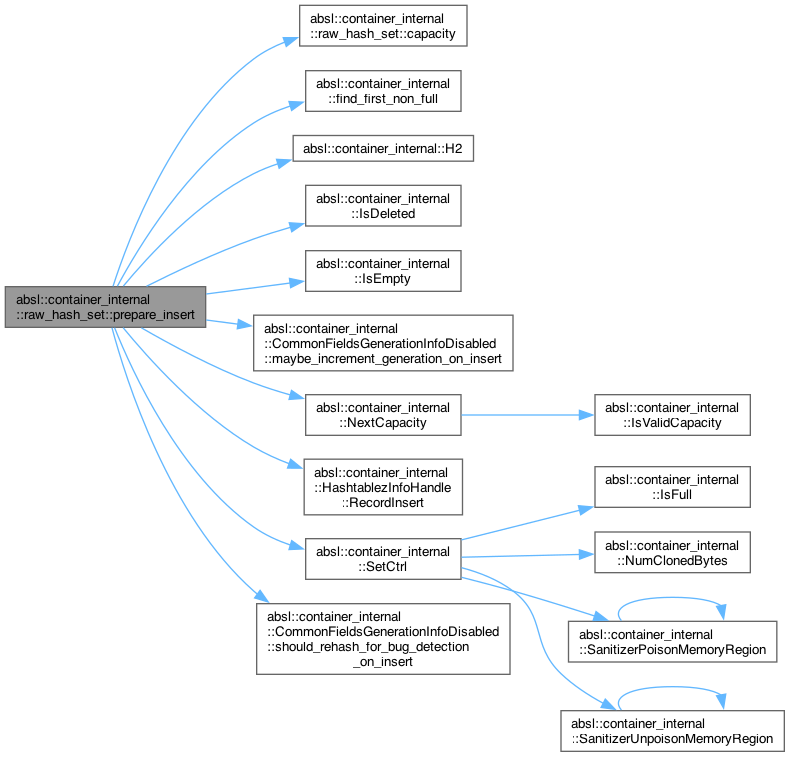 absl::container_internal
::raw_hash_set::prepare_insert
absl::container_internal
::raw_hash_set::capacity
absl::container_internal
::find_first_non_full
absl::container_internal::H2
absl::container_internal
::IsDeleted
absl::container_internal
::IsEmpty
absl::container_internal
::CommonFieldsGenerationInfoDisabled
::maybe_increment_generation_on_insert
absl::container_internal
::NextCapacity
absl::container_internal
::IsValidCapacity
absl::container_internal
::HashtablezInfoHandle
::RecordInsert
absl::container_internal
::SetCtrl
absl::container_internal
::IsFull
absl::container_internal
::NumClonedBytes
absl::container_internal
::SanitizerPoisonMemoryRegion
absl::container_internal
::SanitizerUnpoisonMemoryRegion
absl::container_internal
::CommonFieldsGenerationInfoDisabled
::should_rehash_for_bug_detection
_on_insert